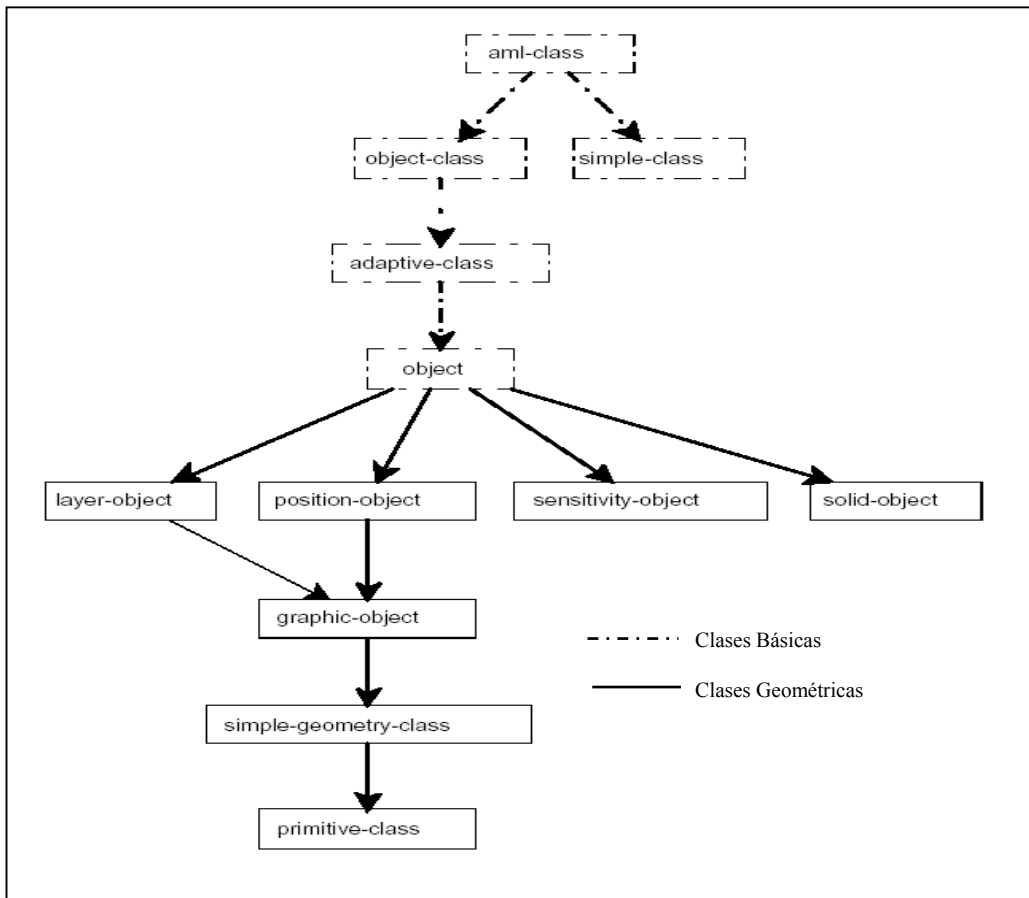 aml-class
object-class
simple-class
adaptive-class
object
layer-object
position-object
sensitivity-object
solid-object
graphic-object
Clases Básicas
Clases Geométricas
simple-geometry-class
primitive-class